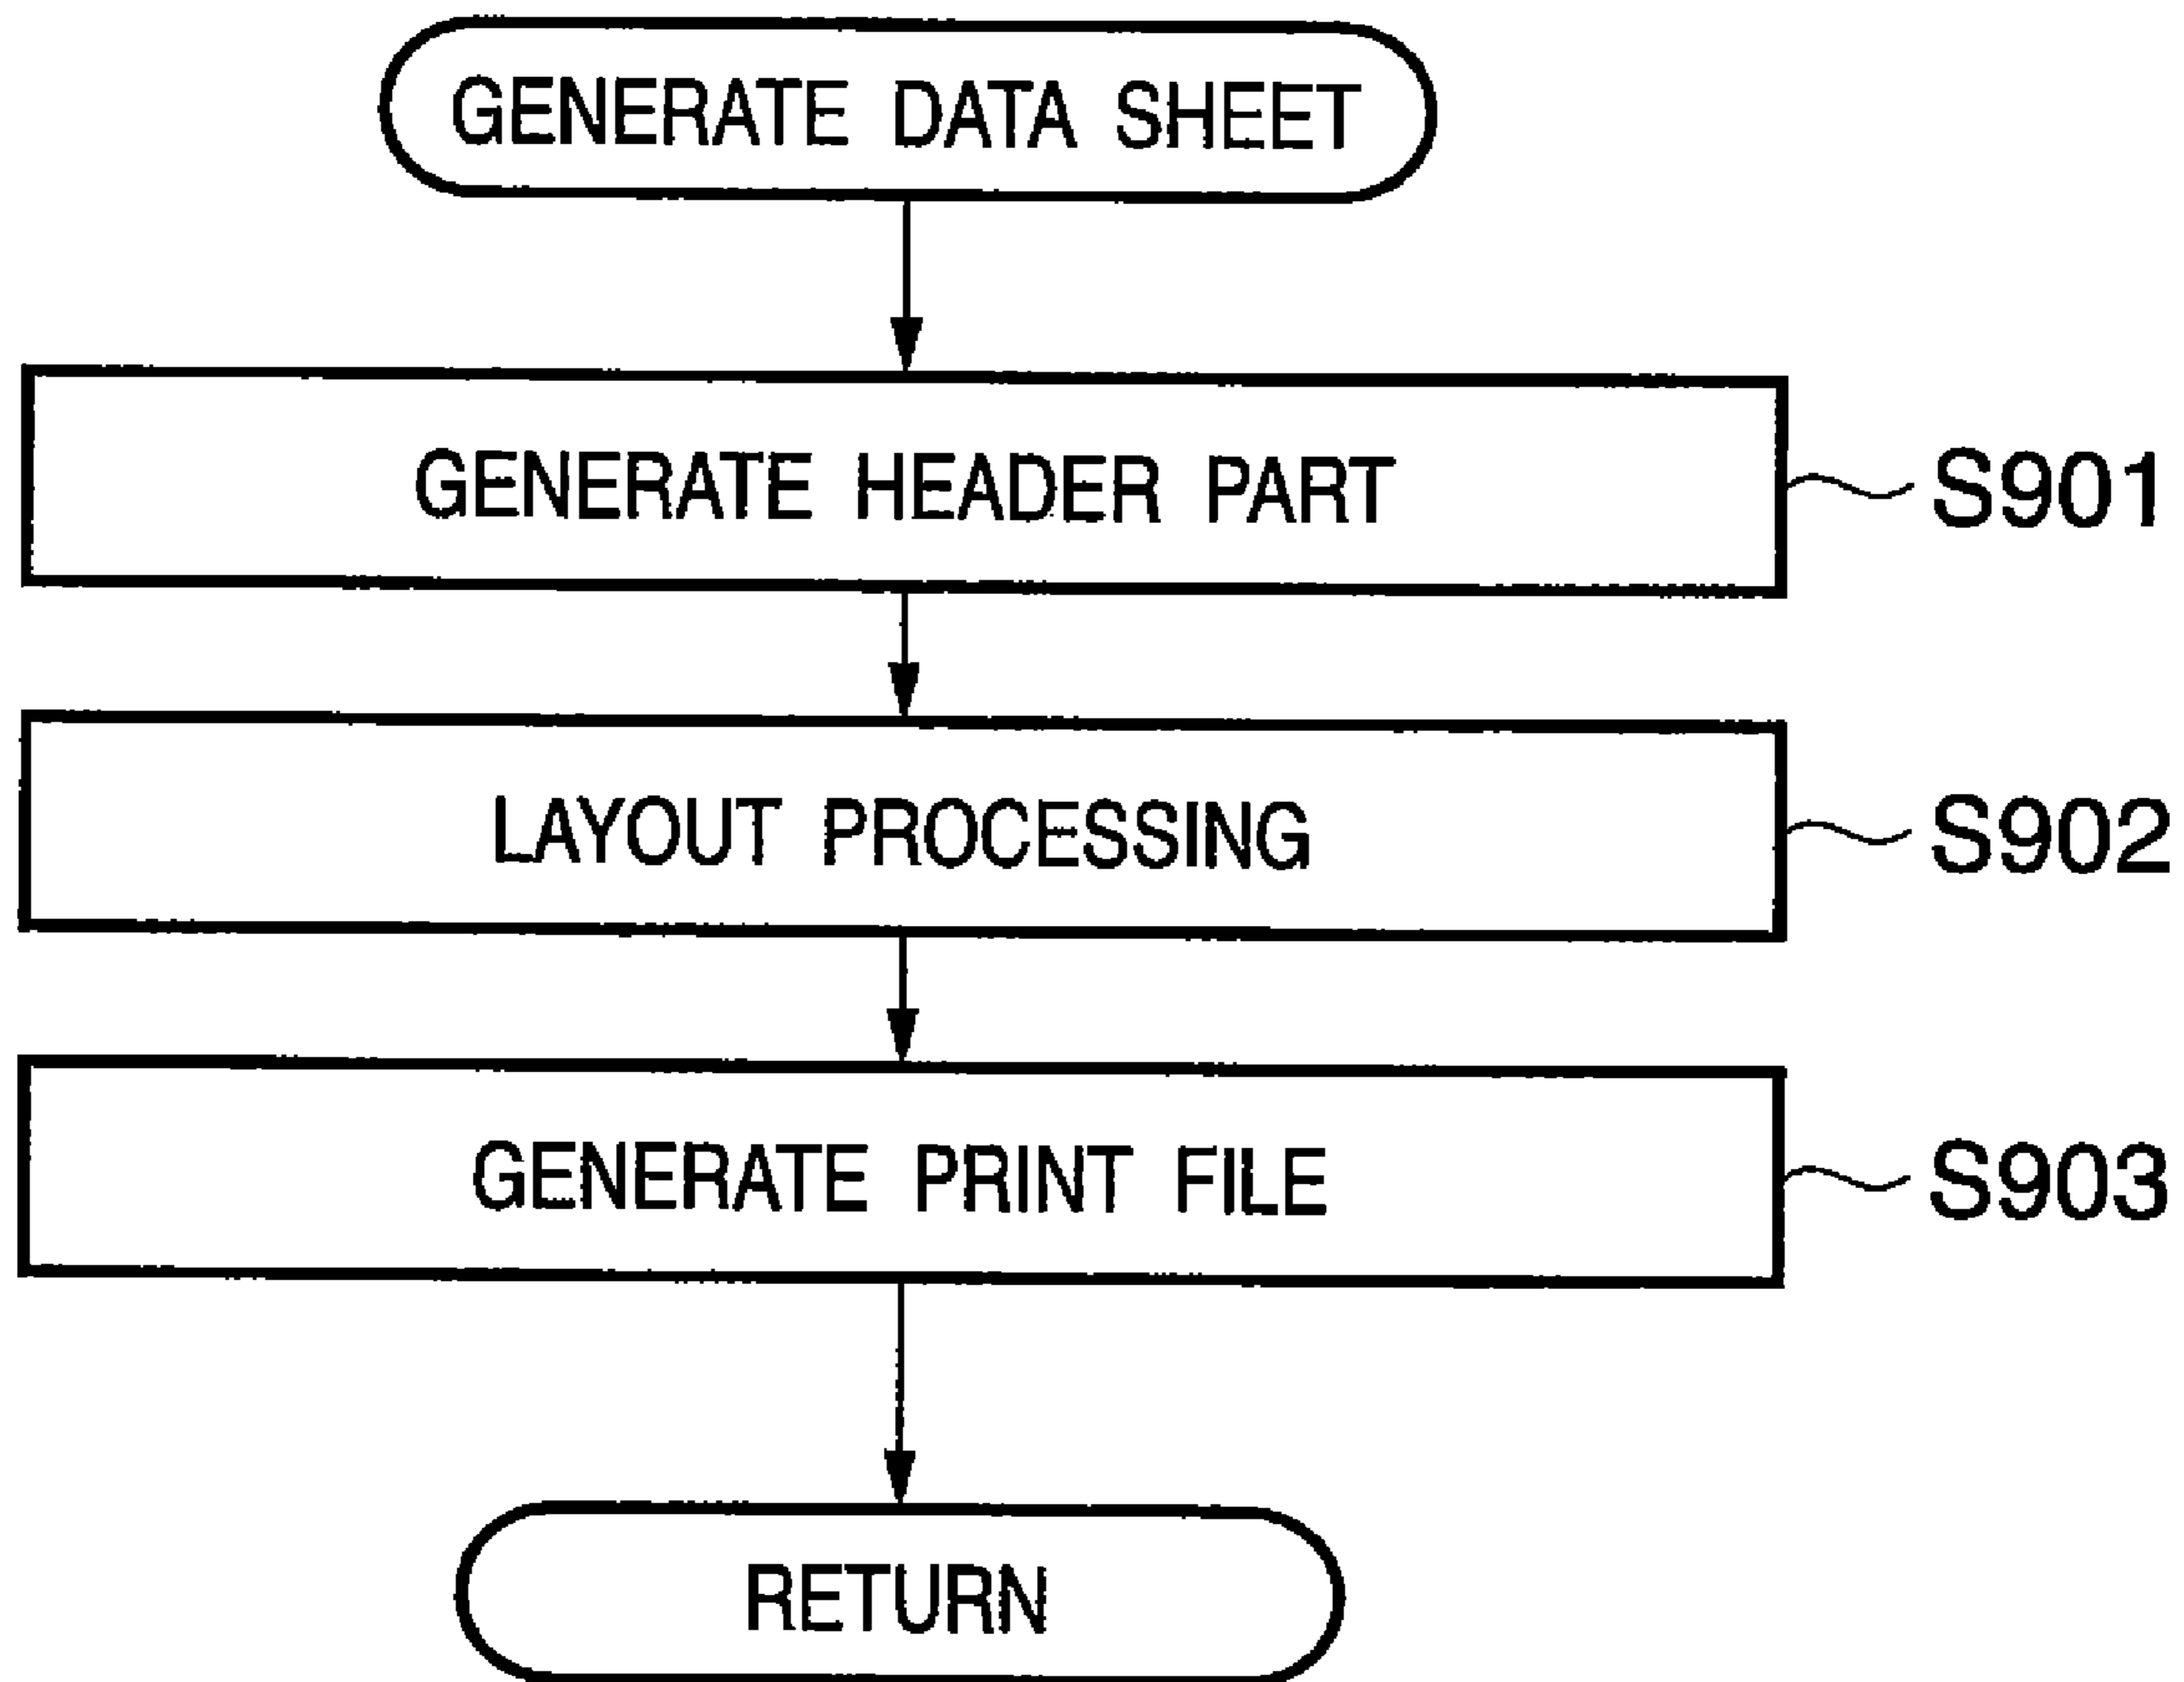 GENERATE DATA SHEET
GENERATE HEADER PART
S901
LAYOUT PROCESSING
S902
GENERATE PRINT FILE
S903
RETURN